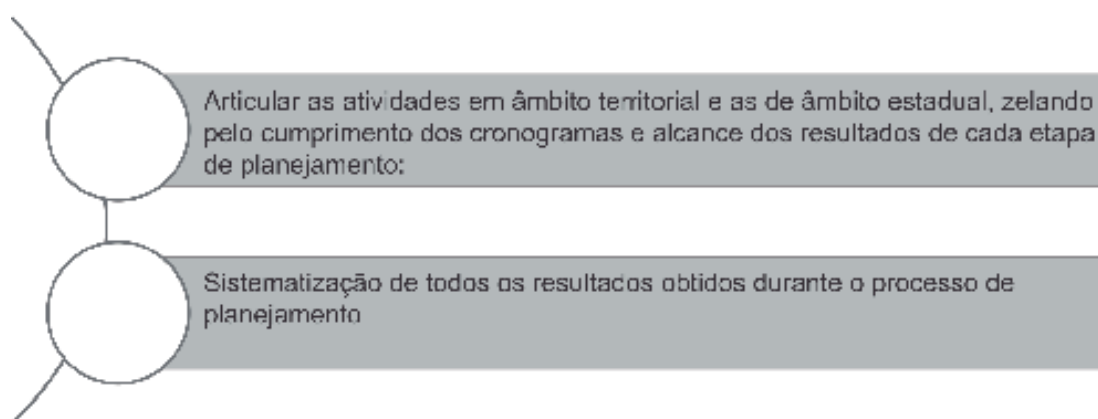 Articular as atividades em âmbito territorial e as de âmbito estadual, zelando
pelo cumprimento dos cronogramas e alcance dos resultados de cada etapa
de planejamento:
Sistematização de todos os resultados obtidos durante o processo de
planejamento